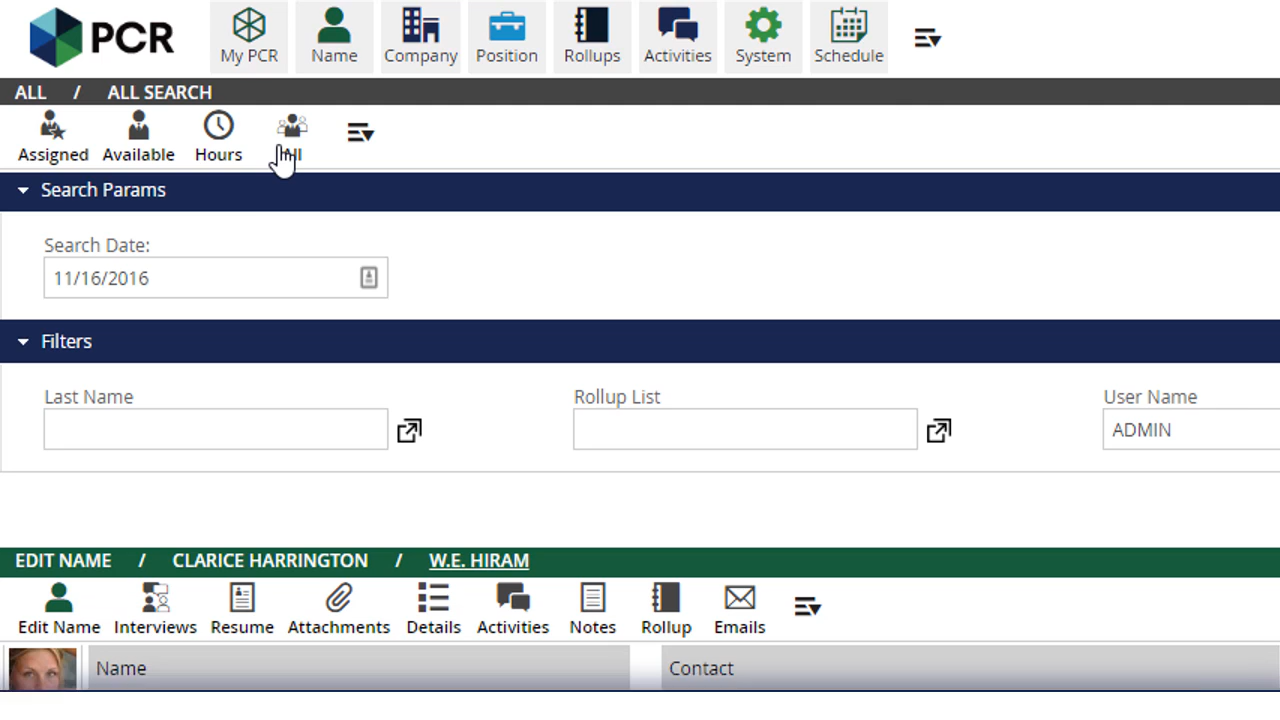 PCR
My PCR Name Company Position Rollups Activities System Schedule
ALL / ALL SEARCH
Assigned Available Hours All
Search Params
Search Date:
11/16/2016
Filters
Last Name Rollup List User Name
ADMIN
EDIT NAME / CLARICE HARRINGTON / W.E. HIRAM
Edit Name Interviews Resume Attachments Details Activities Notes Rollup Emails
Name Contact